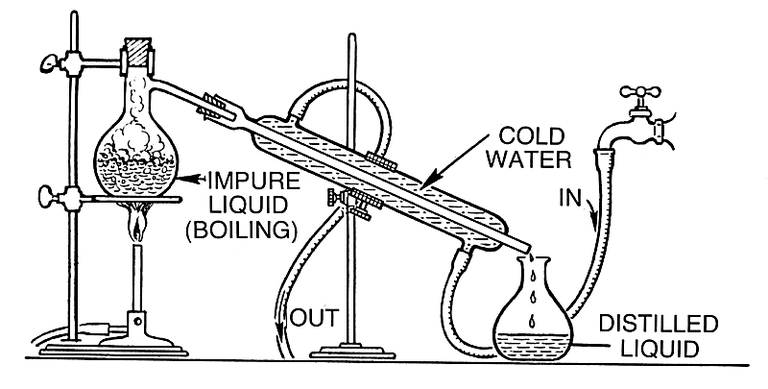 COLD
WATER
IMPURE
LIQUID
(BOILING)
IN
OUT
DISTILLED
LIQUID